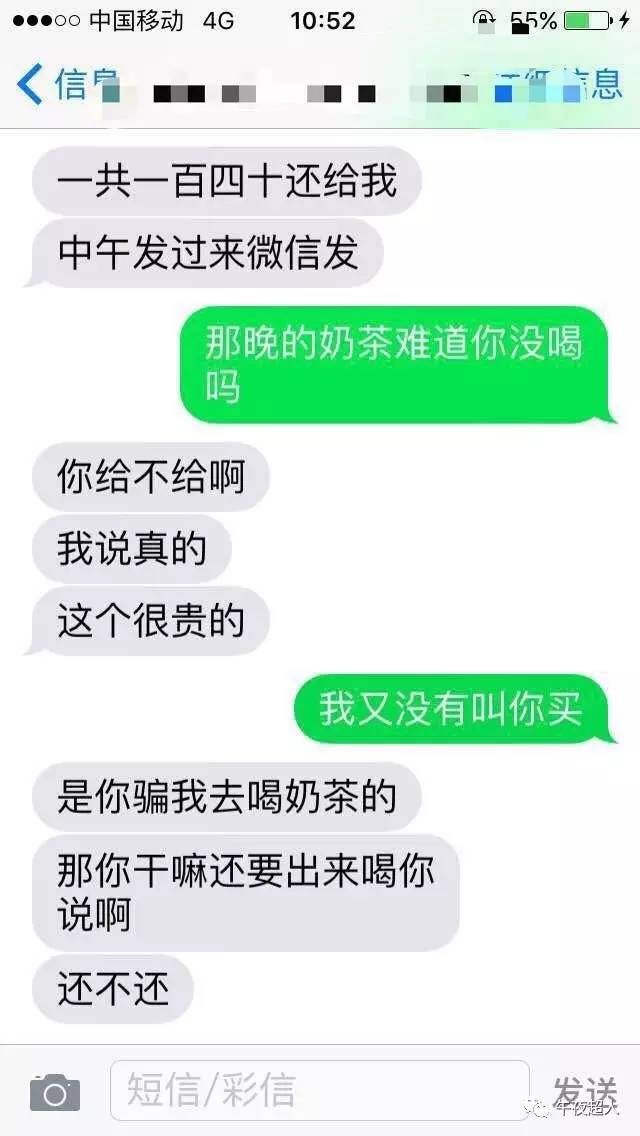 中国移动 4G 10:52 55%
信息
信息
一共一百四十还给我
中午发过来微信发
那晚的奶茶难道你没喝
吗
你给不给啊
我说真的
这个很贵的
我又没有叫你买
是你骗我去喝奶茶的
那你干嘛还要出来喝你
说啊
还不还
短信/彩信
发送
午夜超人